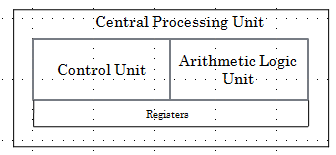 Central Processing Unit
Control Unit
Arithmetic Logic
Unit
Registers